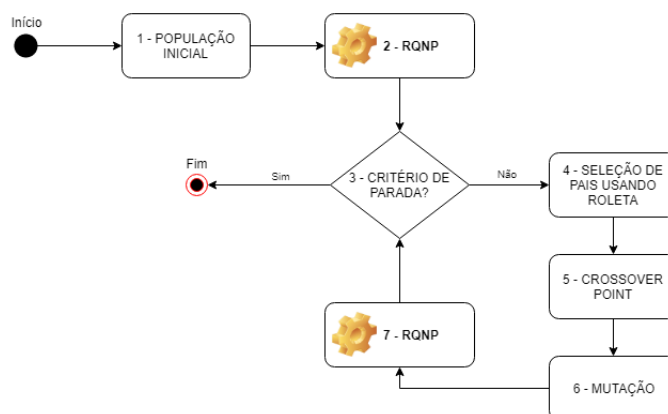 Início
1 - POPULAÇÃO
INICIAL
2 - RQNP
Fim
Sim
3 - CRITÉRIO DE
PARADA?
Não
4 - SELEÇÃO DE
PAIS USANDO
ROLETA
5 - CROSSOVER
POINT
7 - RQNP
6 - MUTAÇÃO